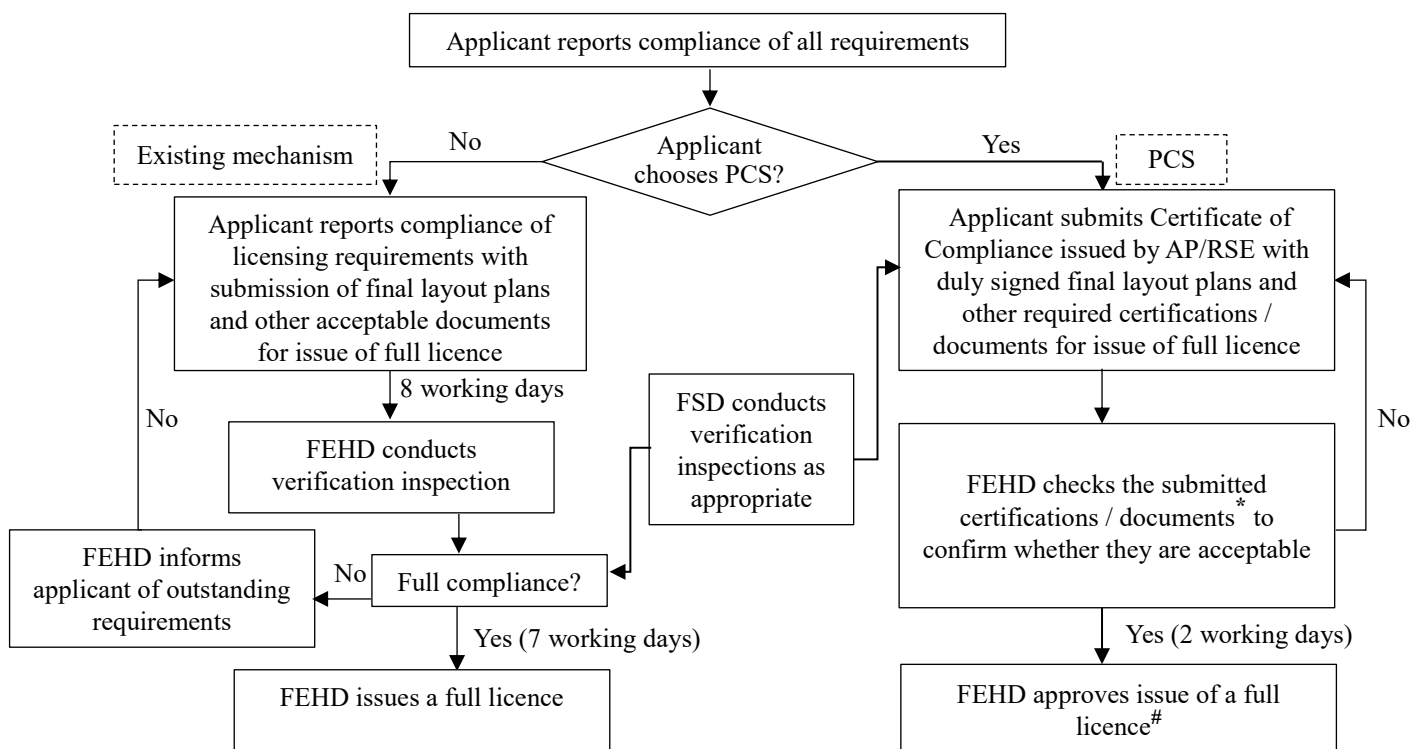 Applicant reports compliance of all requirements
Applicant
chooses PCS?
No
Yes
Existing mechanism
PCS
Applicant reports compliance of
licensing requirements with
submission of final layout plans
and other acceptable documents
for issue of full licence
8 working days
No
FEHD conducts
verification inspection
FEHD informs
applicant of outstanding
requirements
No
Full compliance?
Yes (7 working days)
FEHD issues a full licence
FSD conducts
verification
inspections as
appropriate
Applicant submits Certificate of
Compliance issued by AP/RSE with
duly signed final layout plans and
other required certifications /
documents for issue of full licence
No
FEHD checks the submitted
certifications / documents* to
confirm whether they are acceptable
Yes (2 working days)
FEHD approves issue of a full
licence#